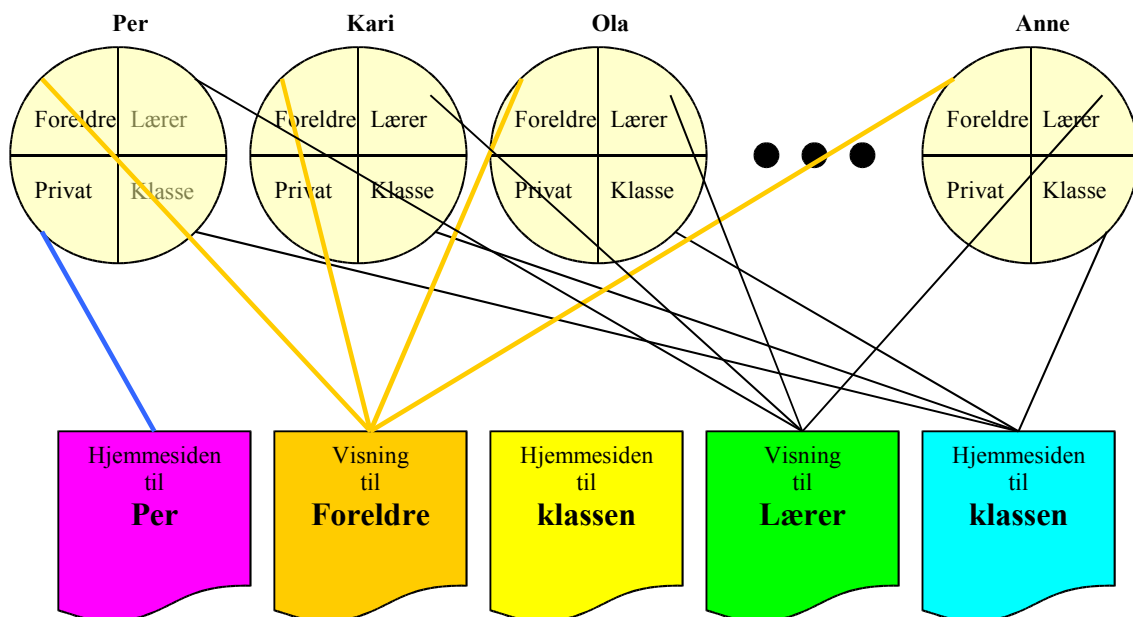 Per Kari Ola Anne
Foreldre Lærer Foreldre Lærer Foreldre Lærer Foreldre Lærer
Privat Klasse Privat Klasse Privat Klasse Privat Klasse
Hjemmesiden
til
Per
Visning
til
Foreldre
Hjemmesiden
til
klassen
Visning
til
Lærer
Hjemmesiden
til
klassen